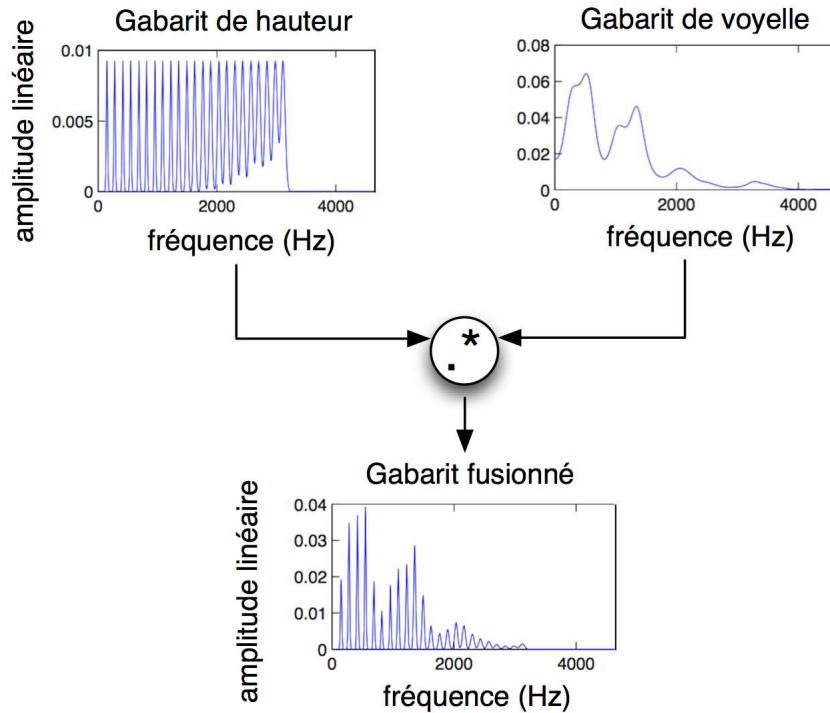 Gabarit de hauteur
amplitude linéaire
0.01
0.005
0
0
2000
4000
fréquence (Hz)
Gabarit de voyelle
0.08
0.06
0.04
0.02
0
0
2000
4000
fréquence (Hz)
.*
Gabarit fusionné
amplitude linéaire
0.04
0.03
0.02
0.01
0
0
2000
4000
fréquence (Hz)